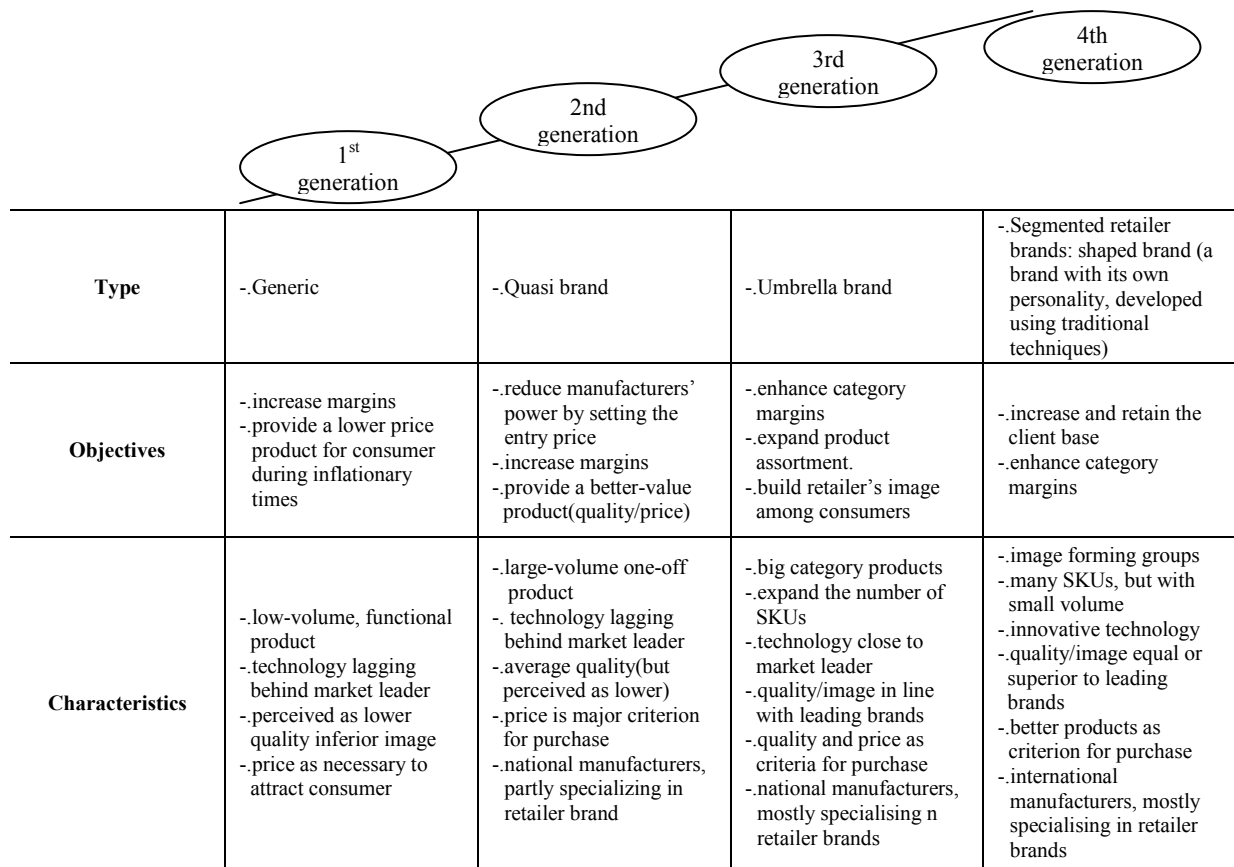 1st
generation
2nd
generation
3rd
generation
4th
generation
Type
-.Generic
-.Quasi brand
-.Umbrella brand
-.Segmented retailer
brands: shaped brand (a
brand with its own
personality, developed
using traditional
techniques)
Objectives
-.increase margins
-.provide a lower price
product for consumer
during inflationary
times
-.reduce manufacturers’
power by setting the
entry price
-.increase margins
-.provide a better-value
product(quality/price)
-.enhance category
margins
-.expand product
assortment.
-.build retailer’s image
among consumers
-.increase and retain the
client base
-.enhance category
margins
Characteristics
-.low-volume, functional
product
-.technology lagging
behind market leader
-.perceived as lower
quality inferior image
-.price as necessary to
attract consumer
-.large-volume one-off
product
-. technology lagging
behind market leader
-.average quality(but
perceived as lower)
-.price is major criterion
for purchase
-.national manufacturers,
partly specializing in
retailer brand
-.big category products
-.expand the number of
SKUs
-.technology close to
market leader
-.quality/image in line
with leading brands
-.quality and price as
criteria for purchase
-.national manufacturers,
mostly specialising n
retailer brands
-.image forming groups
-.many SKUs, but with
small volume
-.innovative technology
-.quality/image equal or
superior to leading
brands
-.better products as
criterion for purchase
-.international
manufacturers, mostly
specialising in retailer
brands